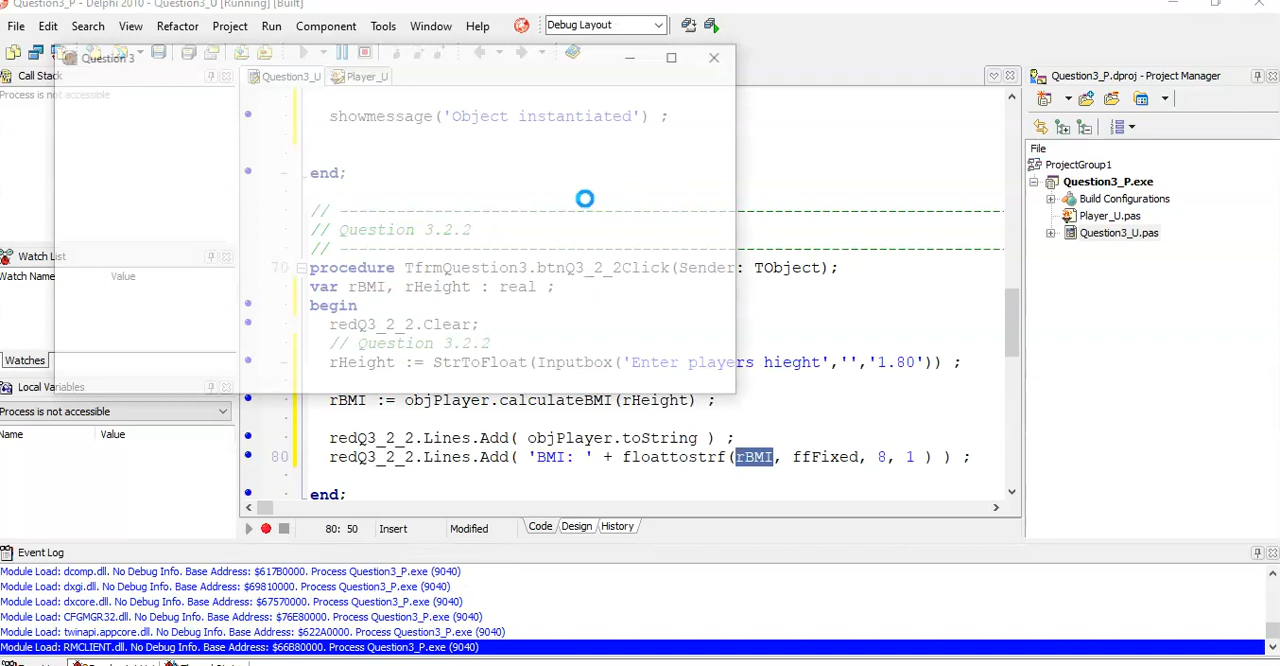 Question3_P - Delphi 2010 - Question3_U [Running] [Built]
File Edit Search View Refactor Project Run Component Tools Window Help Debug Layout
Question 3
Call Stack
Process is not accessible
Question3_U Player_U
Question3_P.dproj - Project Manager
File
ProjectGroup1
Question3_P.exe
Build Configurations
Player_U.pas
Question3_U.pas
showmessage('Object instantiated') ;
end;
// Question 3.2.2
//
70 procedure TfrmQuestion3.btnQ3_2_2Click(Sender: TObject);
var rBMI, rHeight : real ;
begin
redQ3_2_2.Clear;
// Question 3.2.2
rHeight := StrToFloat(Inputbox('Enter players hieght','','1.80')) ;
rBMI := objPlayer.calculateBMI(rHeight) ;
redQ3_2_2.Lines.Add( objPlayer.toString ) ;
80 redQ3_2_2.Lines.Add( 'BMI: ' + floattostrf(rBMI, ffFixed, 8, 1 ) ) ;
end;
Watch List
Watch Name Value
Watches
Local Variables
Process is not accessible
Name Value
80: 50 Insert Modified Code Design History
Event Log
Module Load: dcomp.dll. No Debug Info. Base Address: $617B0000. Process Question3_P.exe (9040)
Module Load: dxgi.dll. No Debug Info. Base Address: $69810000. Process Question3_P.exe (9040)
Module Load: dxcore.dll. No Debug Info. Base Address: $67570000. Process Question3_P.exe (9040)
Module Load: CFGMGR32.dll. No Debug Info. Base Address: $76E80000. Process Question3_P.exe (9040)
Module Load: twinapi.appcore.dll. No Debug Info. Base Address: $622A0000. Process Question3_P.exe (9040)
Module Load: RMCLIENT.dll. No Debug Info. Base Address: $66B80000. Process Question3_P.exe (9040)